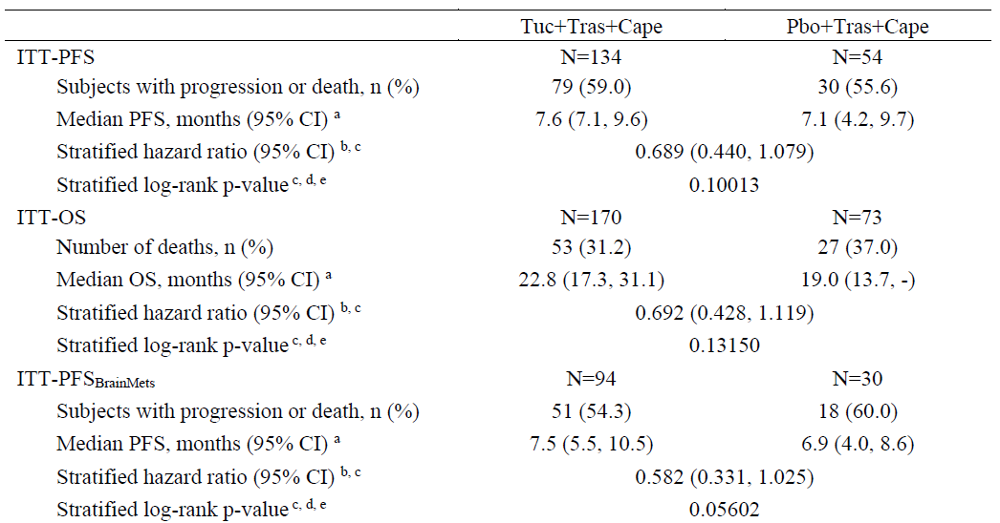 Tuc+Tras+Cape Pbo+Tras+Cape
ITT-PFS N=134 N=54
Subjects with progression or death, n (%) 79 (59.0) 30 (55.6)
Median PFS, months (95% CI) a 7.6 (7.1, 9.6) 7.1 (4.2, 9.7)
Stratified hazard ratio (95% CI) b, c 0.689 (0.440, 1.079)
Stratified log-rank p-value c, d, e 0.10013
ITT-OS N=170 N=73
Number of deaths, n (%) 53 (31.2) 27 (37.0)
Median OS, months (95% CI) a 22.8 (17.3, 31.1) 19.0 (13.7, -)
Stratified hazard ratio (95% CI) b, c 0.692 (0.428, 1.119)
Stratified log-rank p-value c, d, e 0.13150
ITT-PFSBrainMets N=94 N=30
Subjects with progression or death, n (%) 51 (54.3) 18 (60.0)
Median PFS, months (95% CI) a 7.5 (5.5, 10.5) 6.9 (4.0, 8.6)
Stratified hazard ratio (95% CI) b, c 0.582 (0.331, 1.025)
Stratified log-rank p-value c, d, e 0.05602